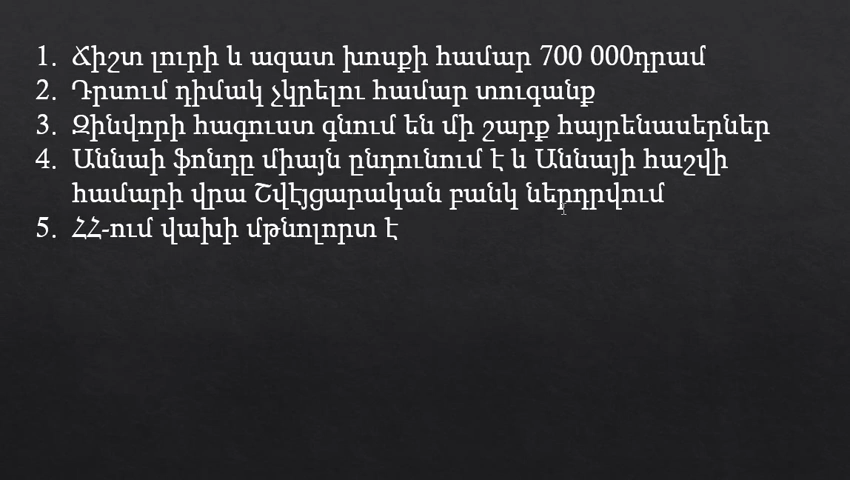 1. Ճիշտ լուրի և ազատ խոսքի համար 700 000դրամ
2. Դրսում դիմակ չկրելու համար տուգանք
3. Զինվորի հագուստ գնում են մի շարք հայրենասերներ
4. Աննաի ֆոնդը միայն ընդունում է և Աննայի հաշվի
համարի վրա Շվէյցարական բանկ ներդրվում
5. ՀՀ-ում վախի մթնոլորտ է